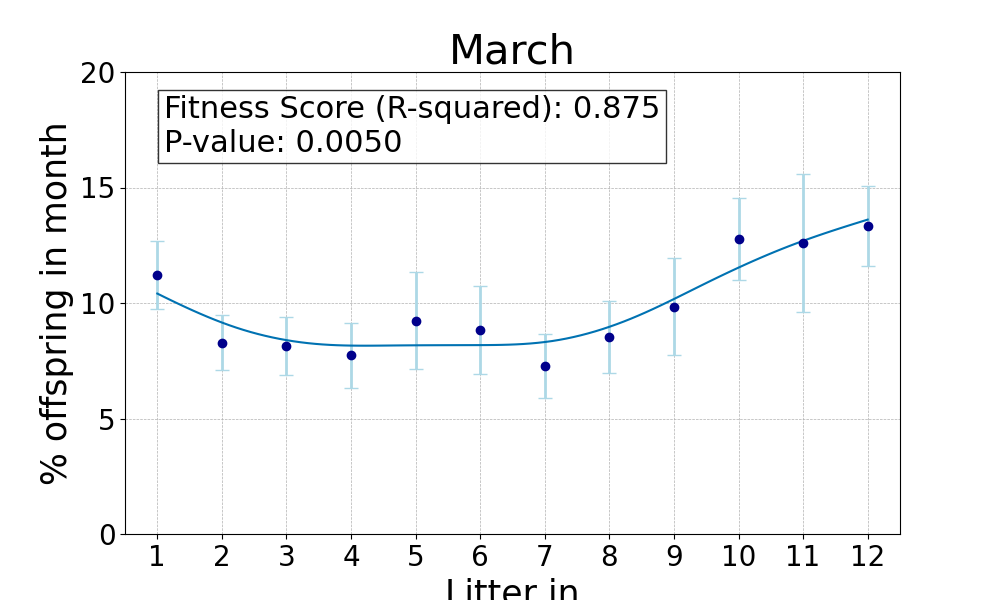 March
Fitness Score (R-squared): 0.875
P-value: 0.0050
% offspring in month
20
15
10
5
0
1 2 3 4 5 6 7 8 9 10 11 12
Litter in